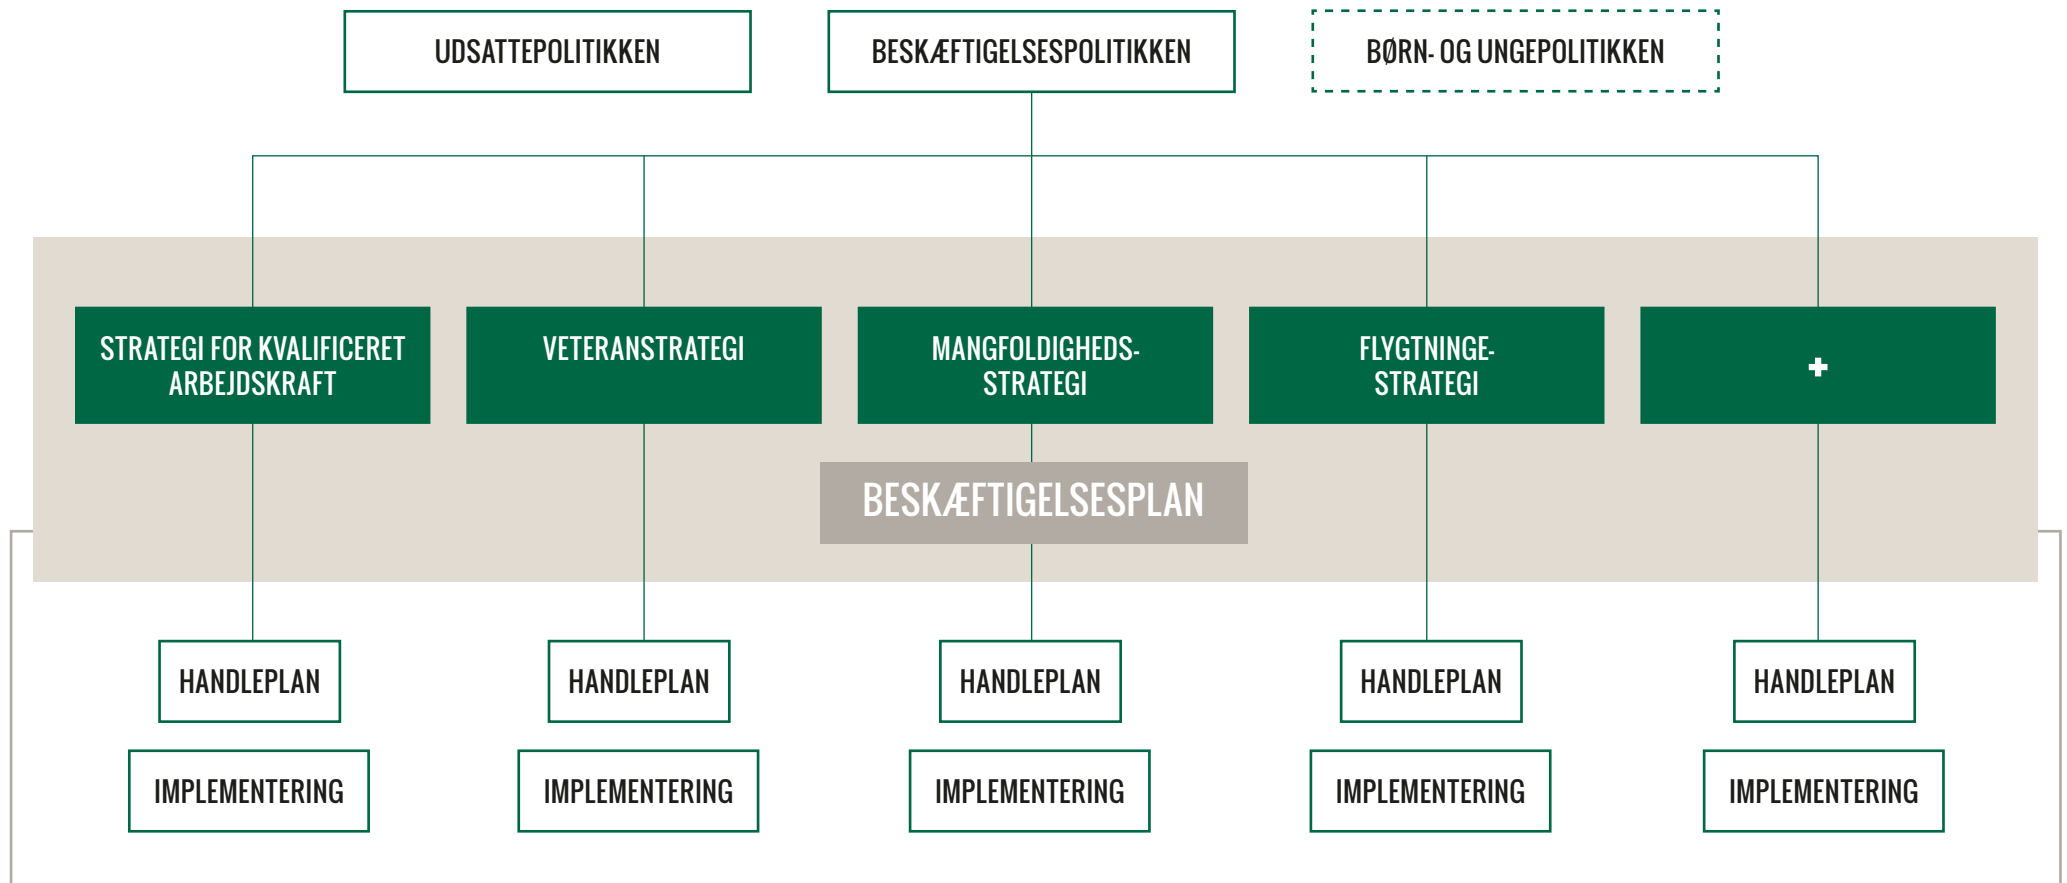 UDSATTEPOLITIKKEN
BESKÆFTIGELSESPOLITIKKEN
BØRN- OG UNGEPOLITIKKEN
STRATEGI FOR KVALIFICERET
ARBEJDSKRAFT
VETERANSTRATEGI
MANGFOLDIGHEDS-
STRATEGI
FLYGTNINGE-
STRATEGI
+
BESKÆFTIGELSESPLAN
HANDLEPLAN
HANDLEPLAN
HANDLEPLAN
HANDLEPLAN
HANDLEPLAN
IMPLEMENTERING
IMPLEMENTERING
IMPLEMENTERING
IMPLEMENTERING
IMPLEMENTERING